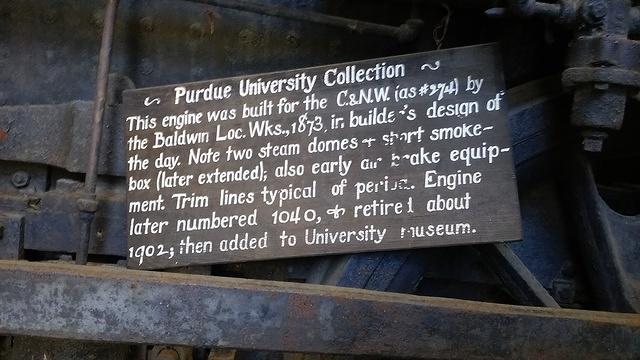 ~ Purdue University Collection ~
This engine was built for the C.&N.W. (as #274) by
the Baldwin Loc. Wks., 1873, in builder's design of
the day. Note two steam domes + short smoke-
box (later extended); also early air brake equip-
ment. Trim lines typical of period. Engine
later numbered 1040, + retired about
1902; then added to University museum.